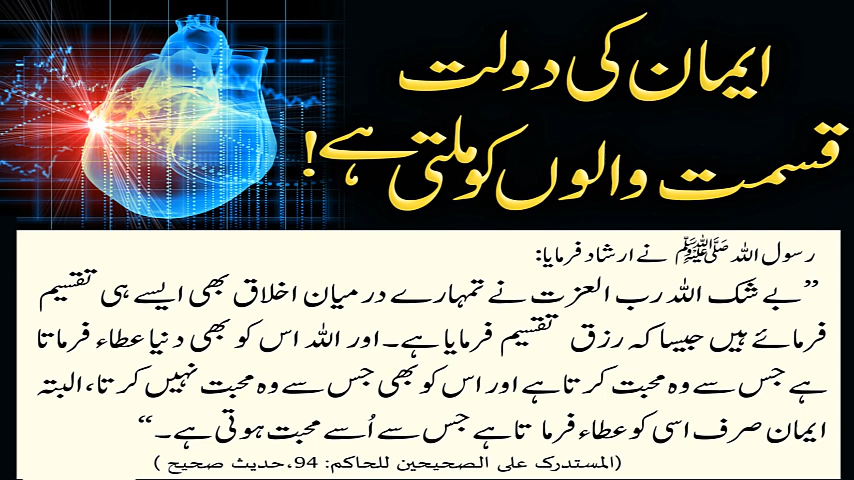 ایمان کی دولت
قسمت والوں کو ملتی ہے!
رسول اللہ ﷺ نے ارشاد فرمایا:
”بے شک اللہ رب العزت نے تمہارے درمیان اخلاق بھی ایسے ہی تقسیم
فرمائے ہیں جیسا کہ رزق تقسیم فرمایا ہے۔ اور اللہ اس کو بھی دنیا عطاء فرماتا
ہے جس سے وہ محبت کرتا ہے اور اس کو بھی جس سے وہ محبت نہیں کرتا، البتہ
ایمان صرف اسی کو عطاء فرماتا ہے جس سے اُسے محبت ہوتی ہے۔“
(المستدرک علی الصحیحین للحاکم: 94، حدیث صحیح )